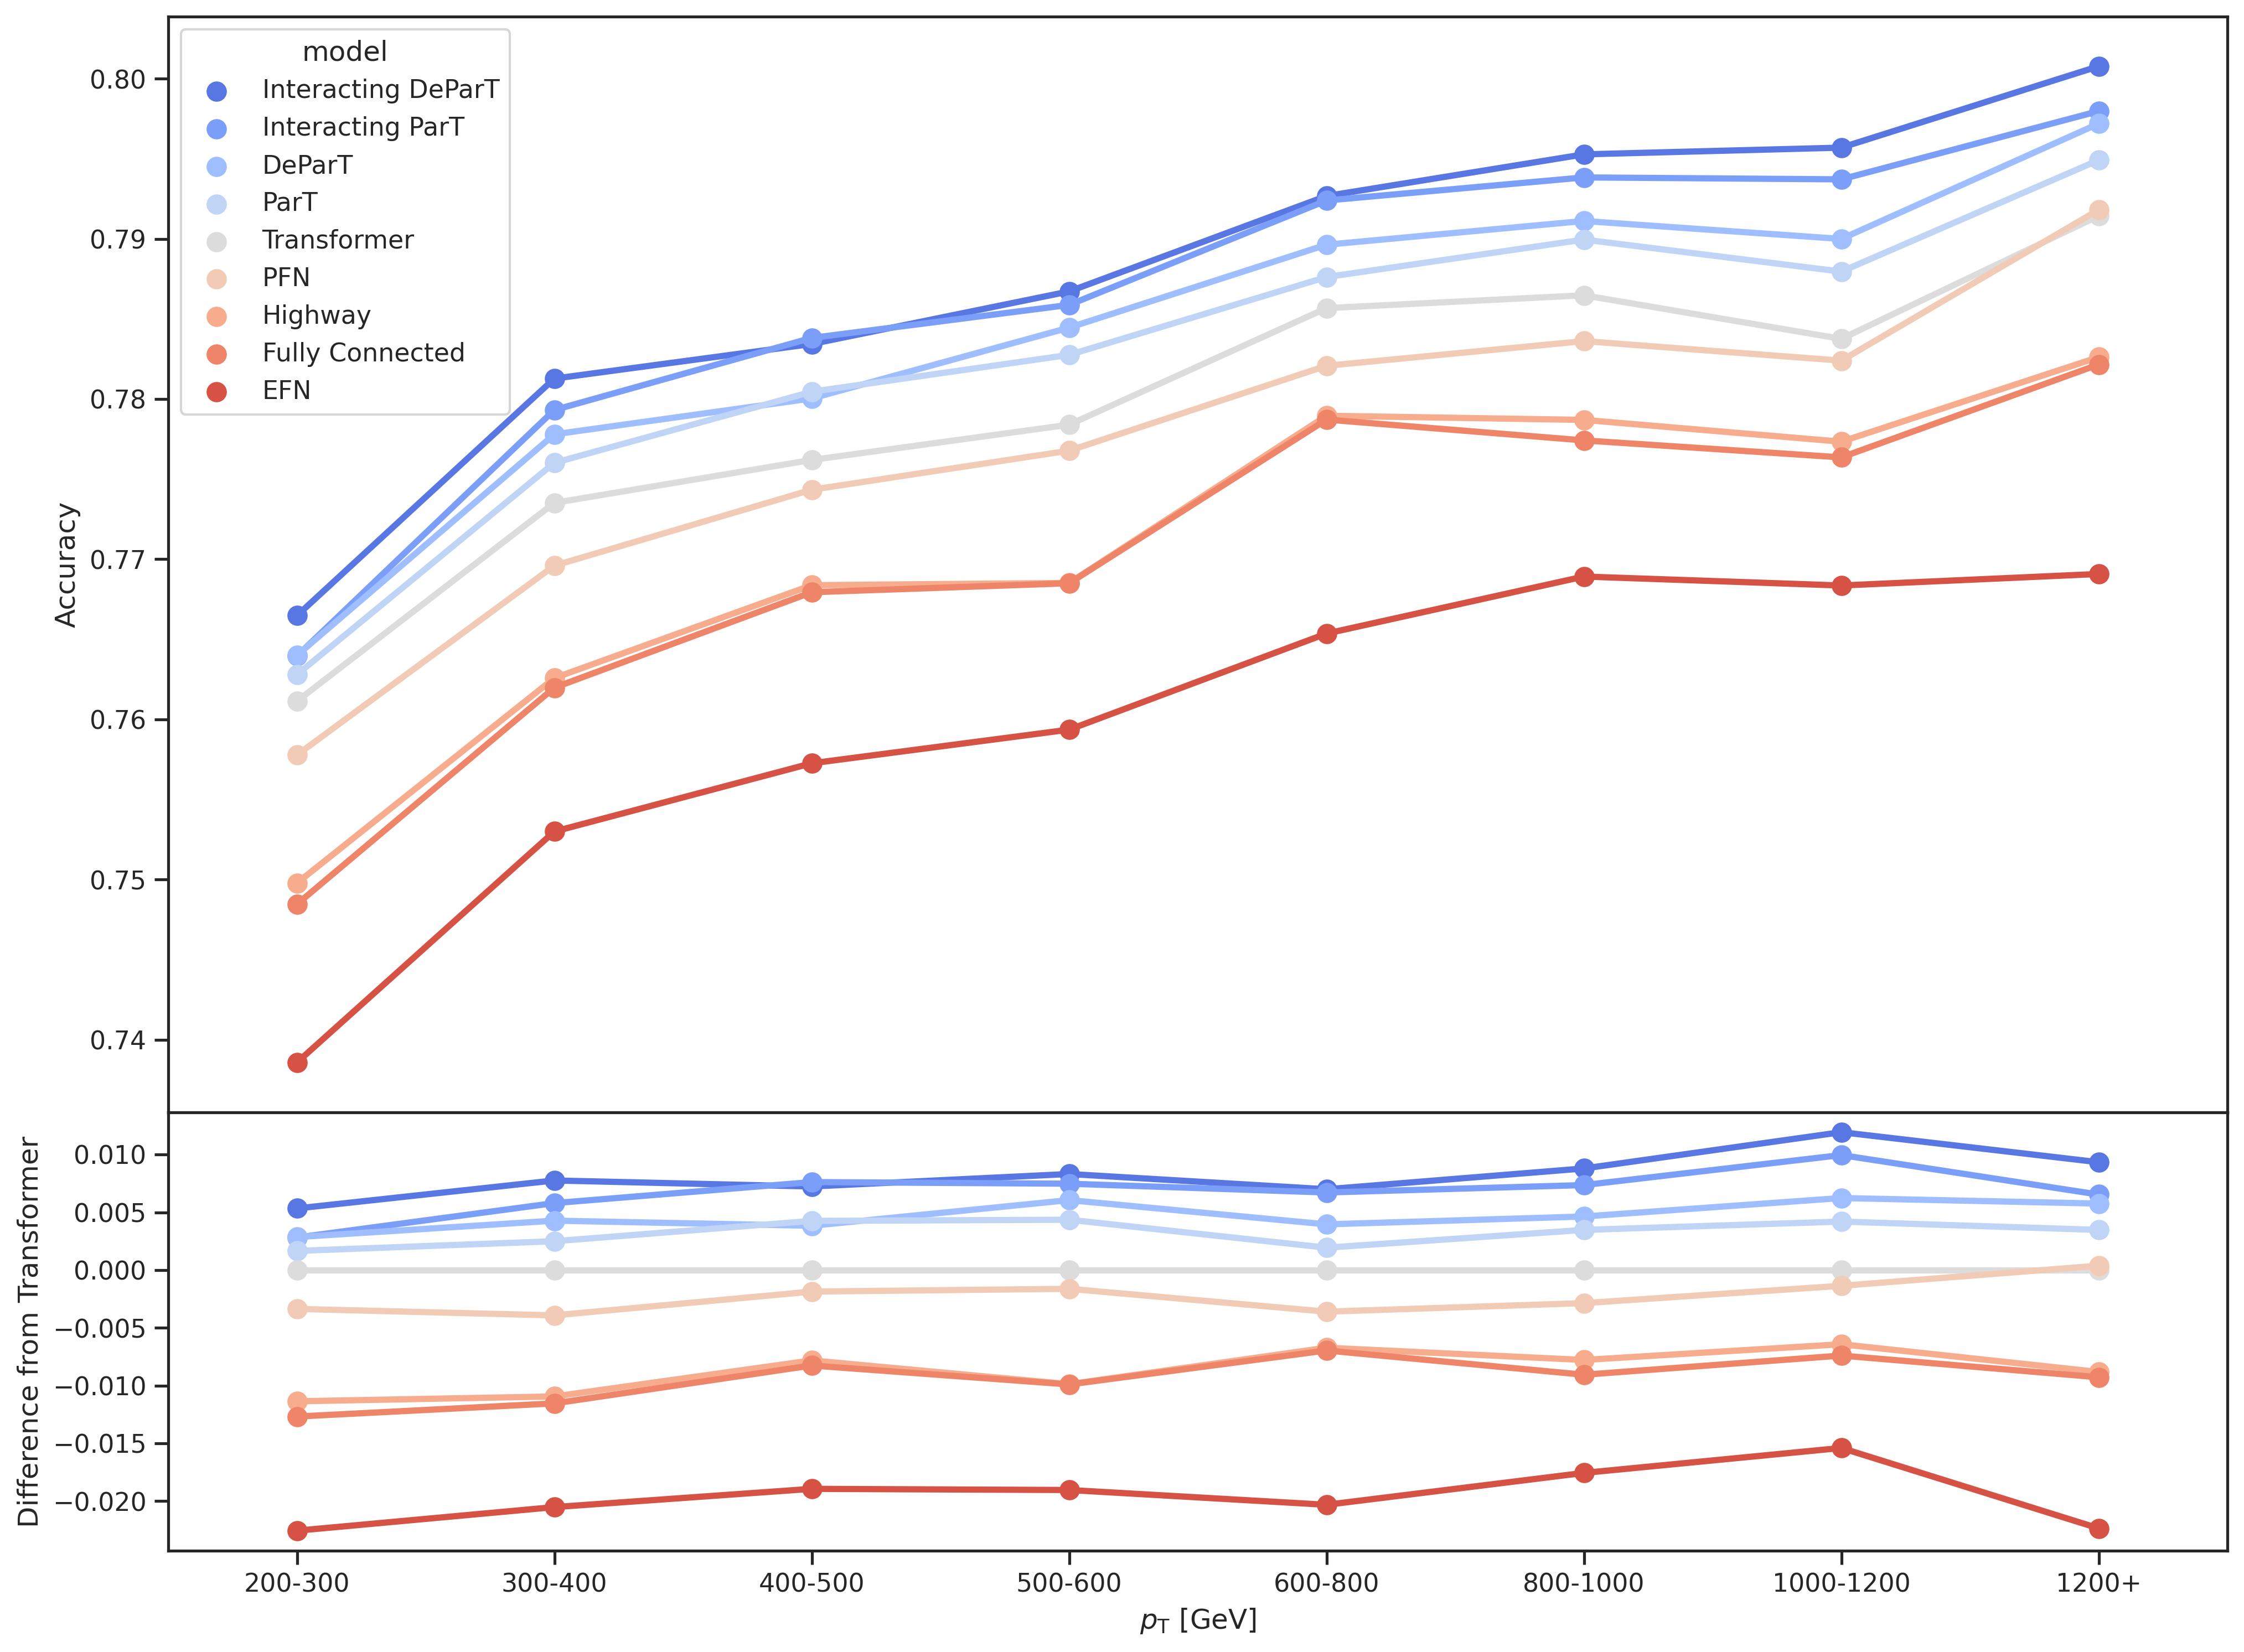 model
Interacting DeParT
Interacting ParT
DeParT
ParT
Transformer
PFN
Highway
Fully Connected
EFN
0.80
0.79
0.78
0.77
0.76
0.75
0.74
Accuracy
0.010
0.005
0.000
−0.005
−0.010
−0.015
−0.020
Difference from Transformer
200-300 300-400 400-500 500-600 600-800 800-1000 1000-1200 1200+
pT [GeV]